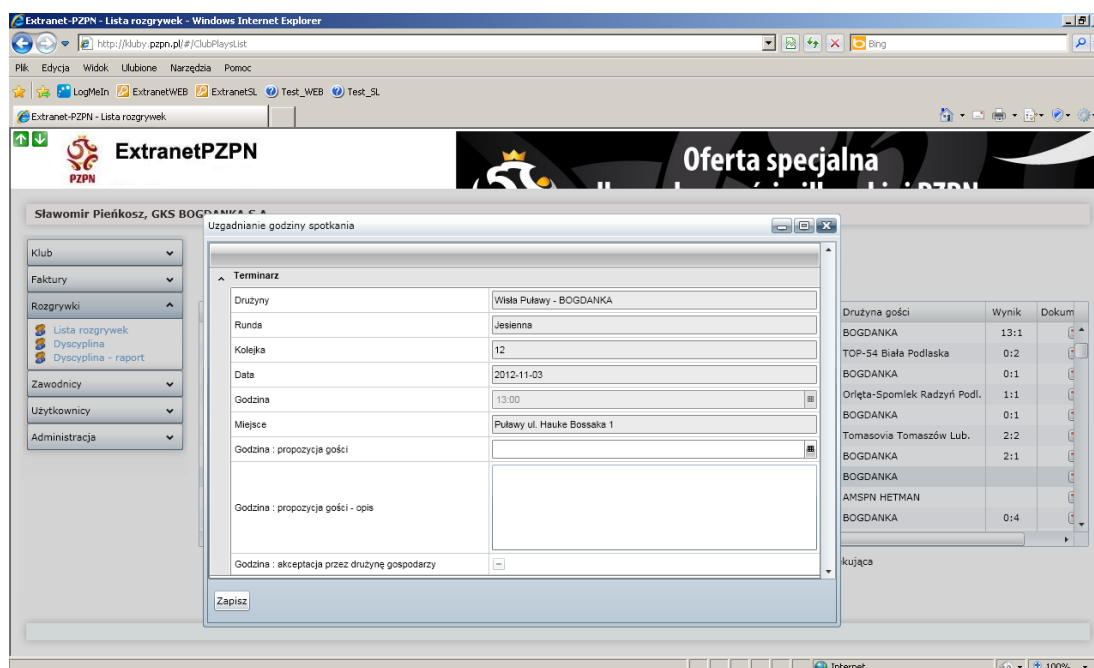 Extranet-PZPN - Lista rozgrywek - Windows Internet Explorer
http://kluby.pzpn.pl/#/ClubPlaysList
Bing
Plik Edycja Widok Ulubione Narzędzia Pomoc
LogMeIn ExtranetWEB ExtranetSL Test_WEB Test_SL
Extranet-PZPN - Lista rozgrywek
PZPN
ExtranetPZPN
Oferta specjalna
Sławomir Pieńkosz, GKS BOGDANKA S.A.
Klub
Faktury
Rozgrywki
Lista rozgrywek
Dyscyplina
Dyscyplina - raport
Zawodnicy
Użytkownicy
Administracja
Uzgadnianie godziny spotkania
Terminarz
Drużyny Wisła Puławy - BOGDANKA
Runda Jesienna
Kolejka 12
Data 2012-11-03
Godzina 13:00
Miejsce Puławy ul. Hauke Bossaka 1
Godzina : propozycja gości
Godzina : propozycja gości - opis
Godzina : akceptacja przez drużynę gospodarzy
Zapisz
Drużyna gości Wynik Dokum
BOGDANKA 13:1
TOP-54 Biała Podlaska 0:2
BOGDANKA 0:1
Orlęta-Spomlek Radzyń Podl. 1:1
BOGDANKA 0:1
Tomasovia Tomaszów Lub. 2:2
BOGDANKA 2:1
BOGDANKA
AMSPN HETMAN
BOGDANKA 0:4
kująca
Internet 100%